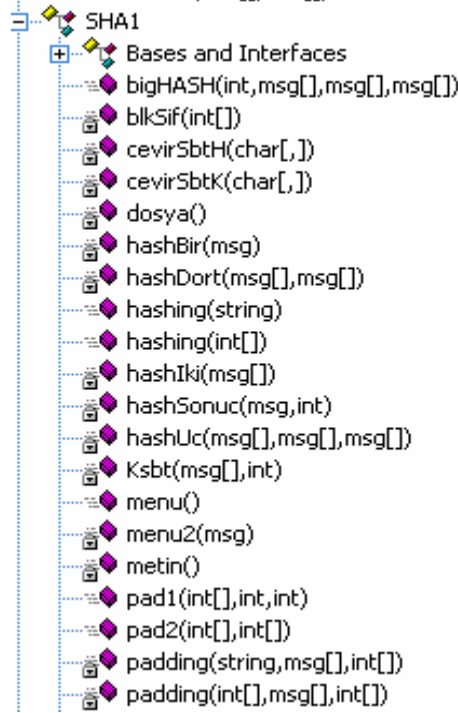 SHA1
Bases and Interfaces
bigHASH(int,msg[],msg[],msg[])
blkSif(int[])
cevirSbtH(char[,])
cevirSbtK(char[,])
dosya()
hashBir(msg)
hashDort(msg[],msg[])
hashing(string)
hashing(int[])
hashIki(msg[])
hashSonuc(msg,int)
hashUc(msg[],msg[],msg[])
Ksbt(msg[],int)
menu()
menu2(msg)
metin()
pad1(int[],int,int)
pad2(int[],int[])
padding(string,msg[],int[])
padding(int[],msg[],int[])